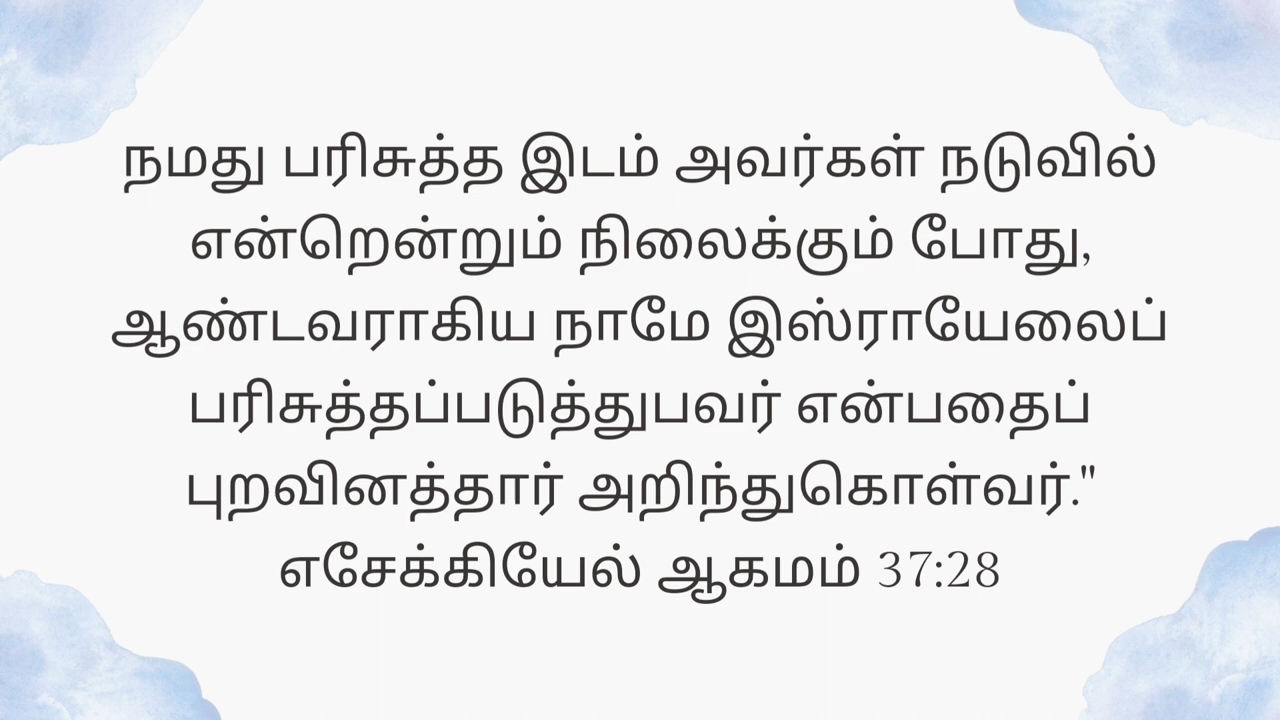 நமது பரிசுத்த இடம் அவர்கள் நடுவில்
என்றென்றும் நிலைக்கும் போது,
ஆண்டவராகிய நாமே இஸ்ராயேலைப்
பரிசுத்தப்படுத்துபவர் என்பதைப்
புறவினத்தார் அறிந்துகொள்வர்."
எசேக்கியேல் ஆகமம் 37:28